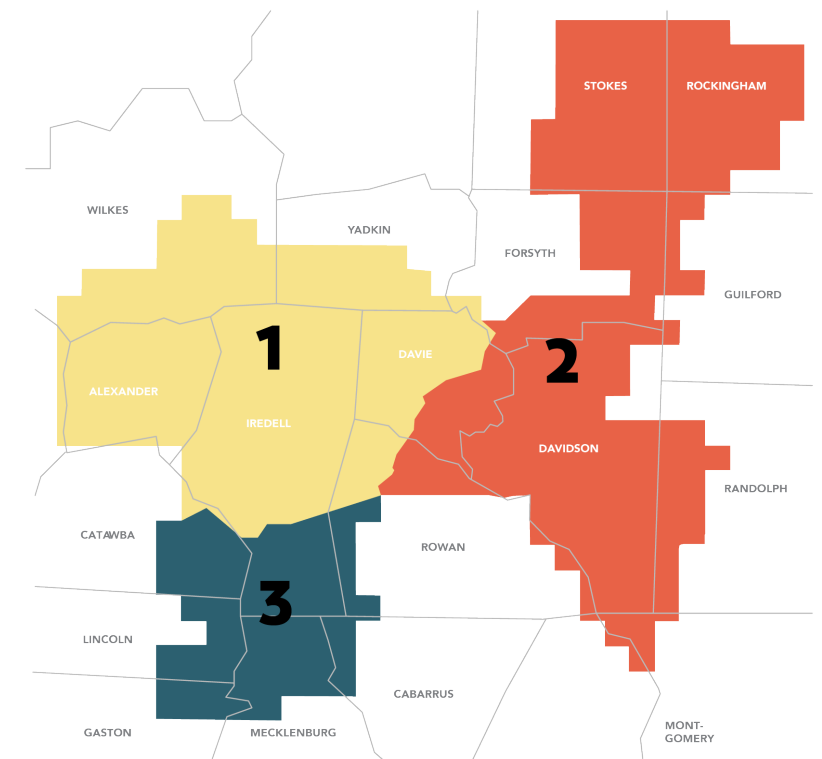 STOKES
ROCKINGHAM
WILKES
YADKIN
FORSYTH
GUILFORD
1
DAVIE
2
ALEXANDER
IREDELL
DAVIDSON
RANDOLPH
CATAWBA
ROWAN
3
LINCOLN
CABARRUS
GASTON
MECKLENBURG
MONT-
GOMERY